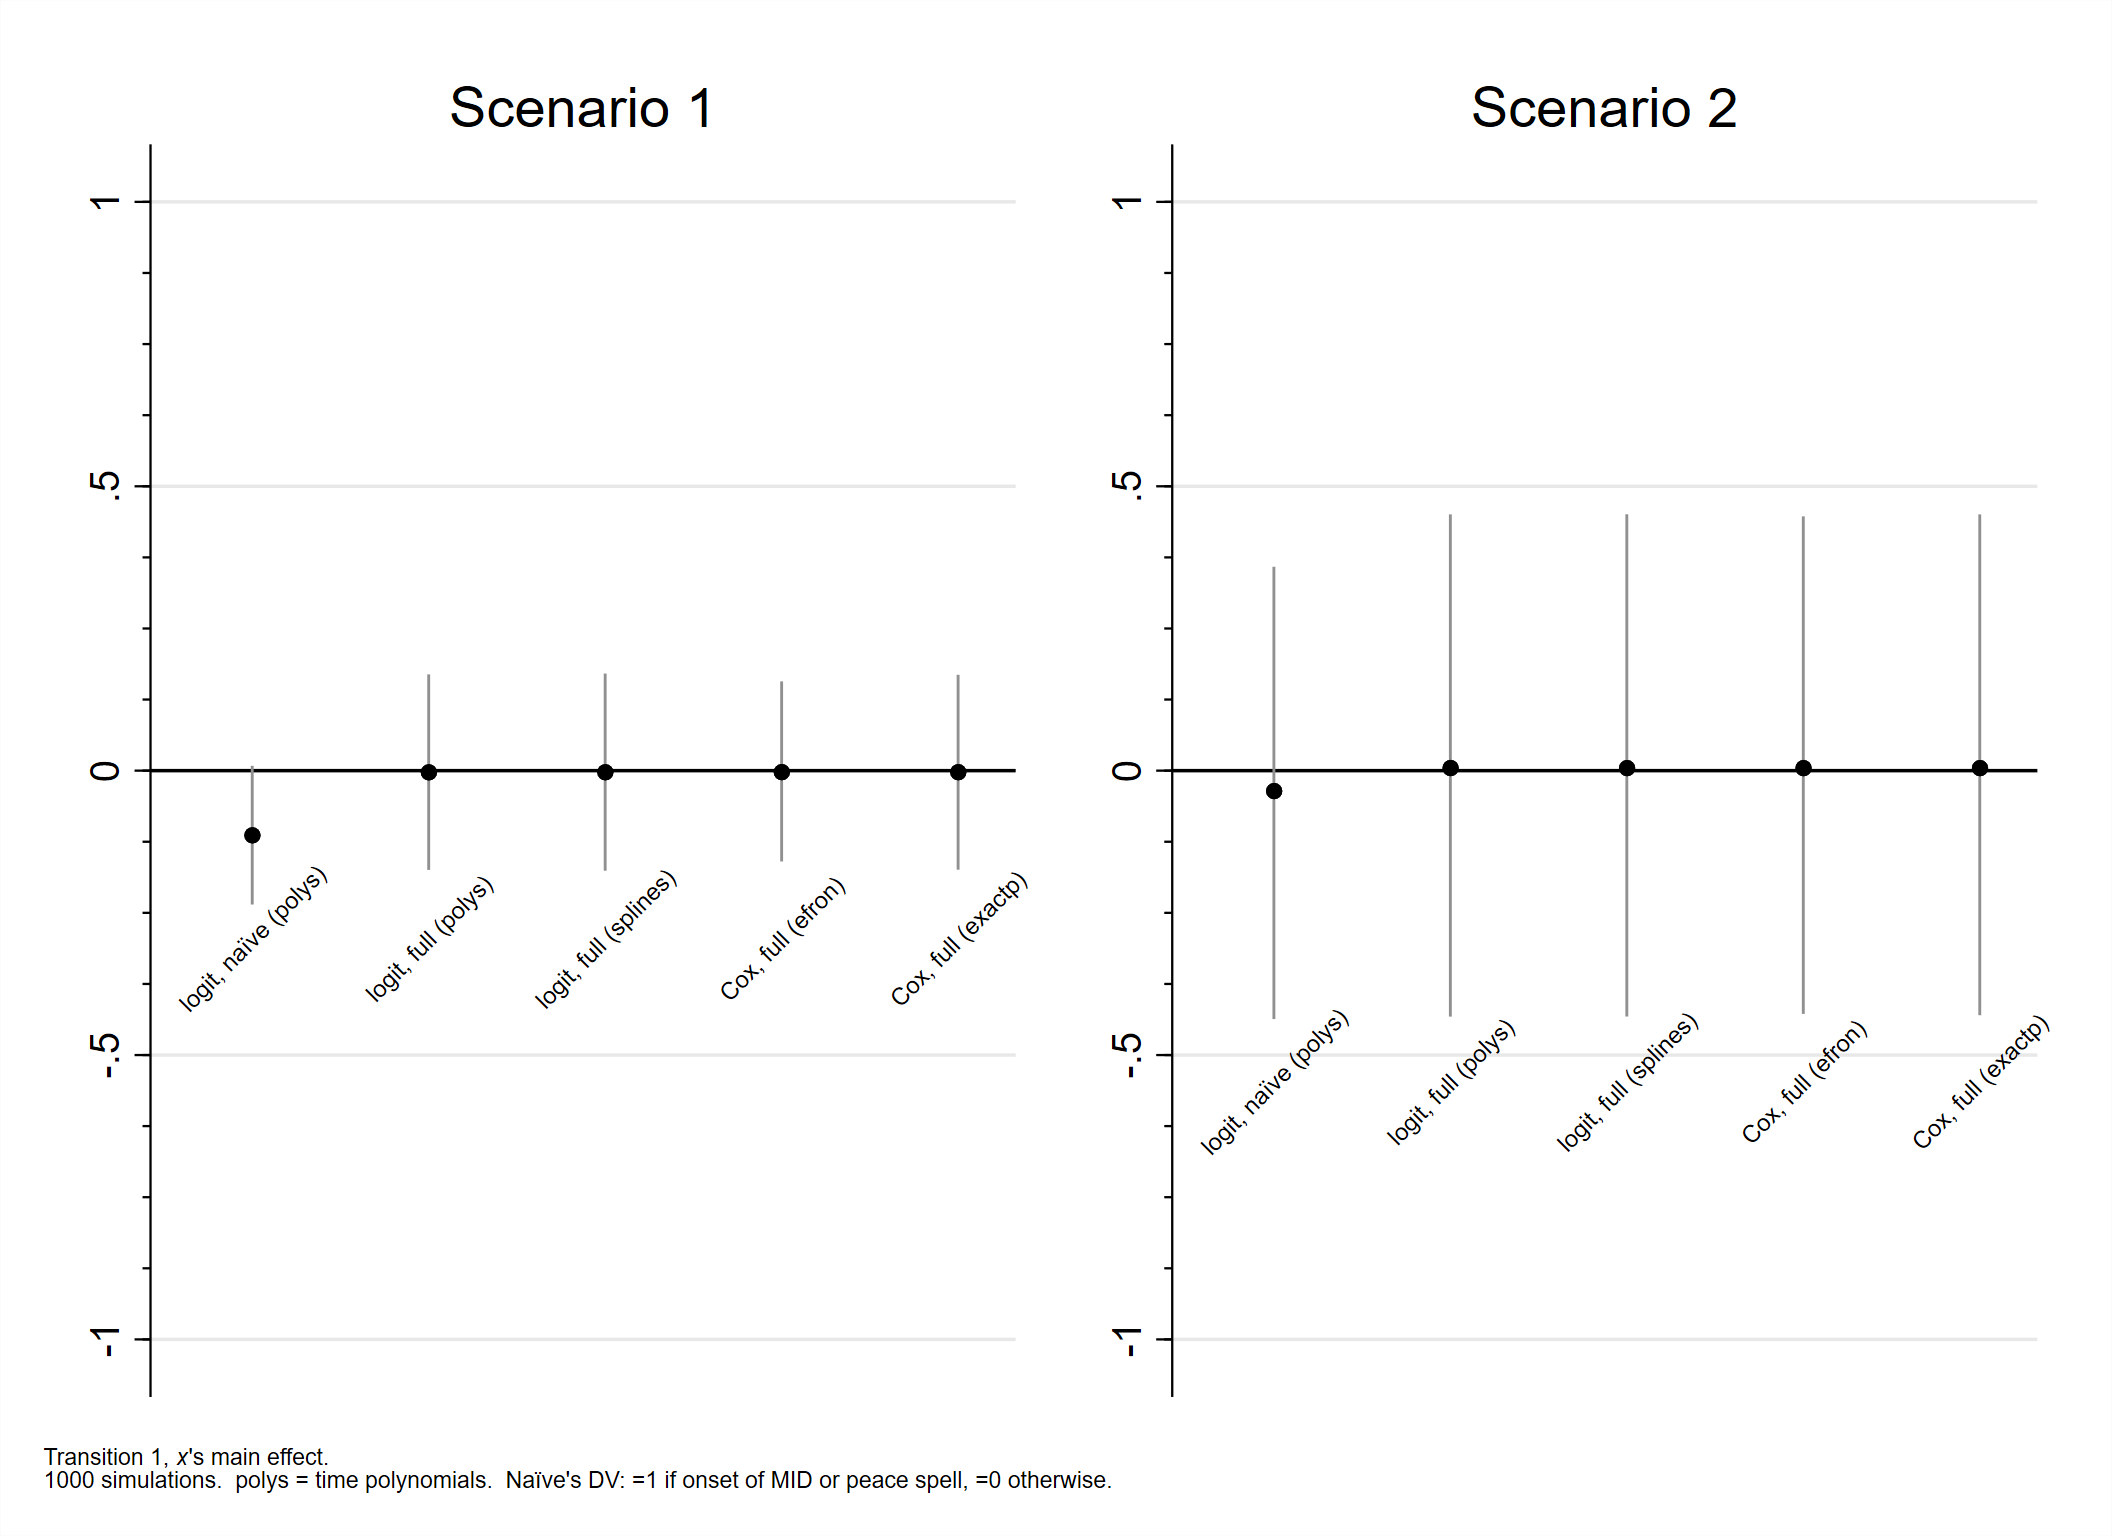 Scenario 1
1
.5
0
-.5
-1
logit, naïve (polys)
logit, full (polys)
logit, full (splines)
Cox, full (efron)
Cox, full (exactp)
Scenario 2
1
.5
0
-.5
-1
logit, naïve (polys)
logit, full (polys)
logit, full (splines)
Cox, full (efron)
Cox, full (exactp)
Transition 1, x's main effect.
1000 simulations.  polys = time polynomials.  Naïve's DV: =1 if onset of MID or peace spell, =0 otherwise.